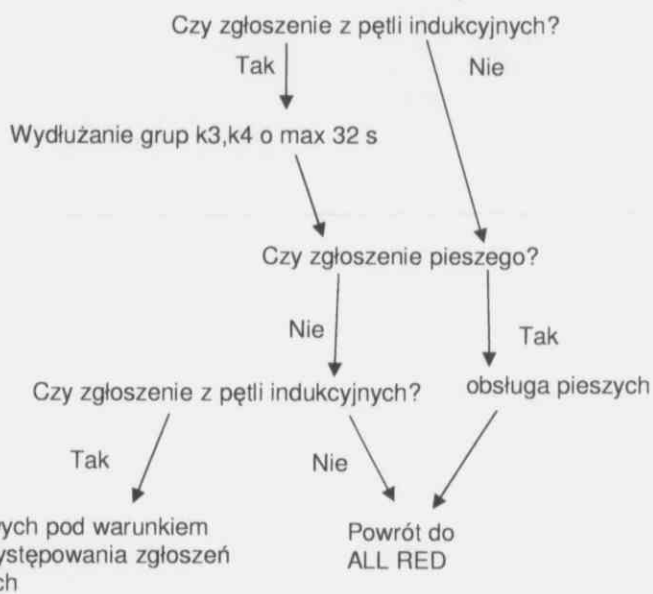 Czy zgłoszenie z pętli indukcyjnych?
Tak
Nie
Wydłużanie grup k3,k4 o max 32 s
Czy zgłoszenie pieszego?
Nie
Tak
Czy zgłoszenie z pętli indukcyjnych?
obsługa pieszych
Tak
Nie
pod warunkiem
zgłoszeń
Powrót do
ALL RED